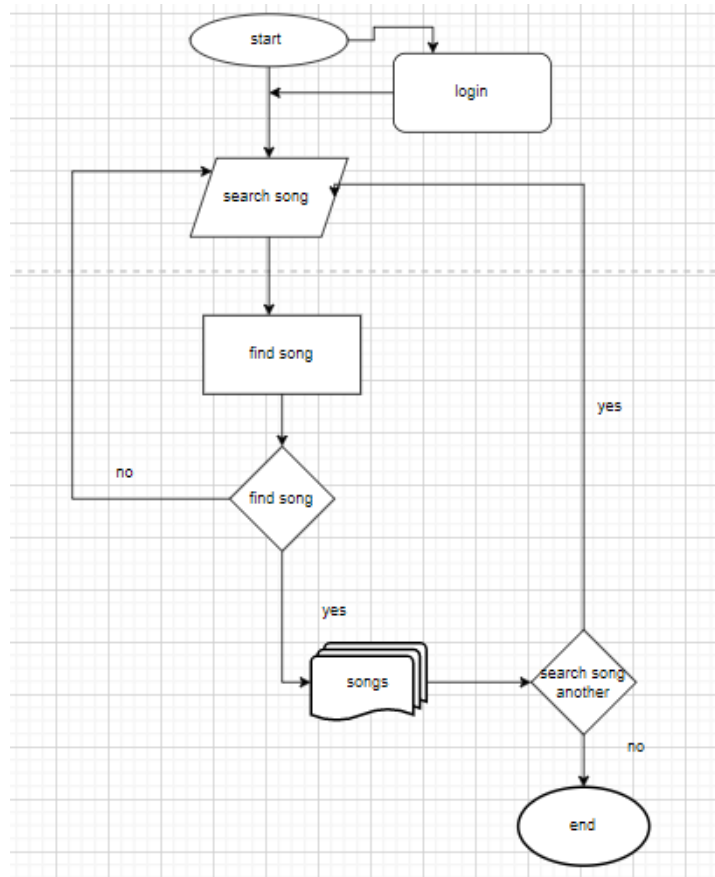 start
login
search song
find song
yes
no
find song
yes
songs
search song
another
no
end